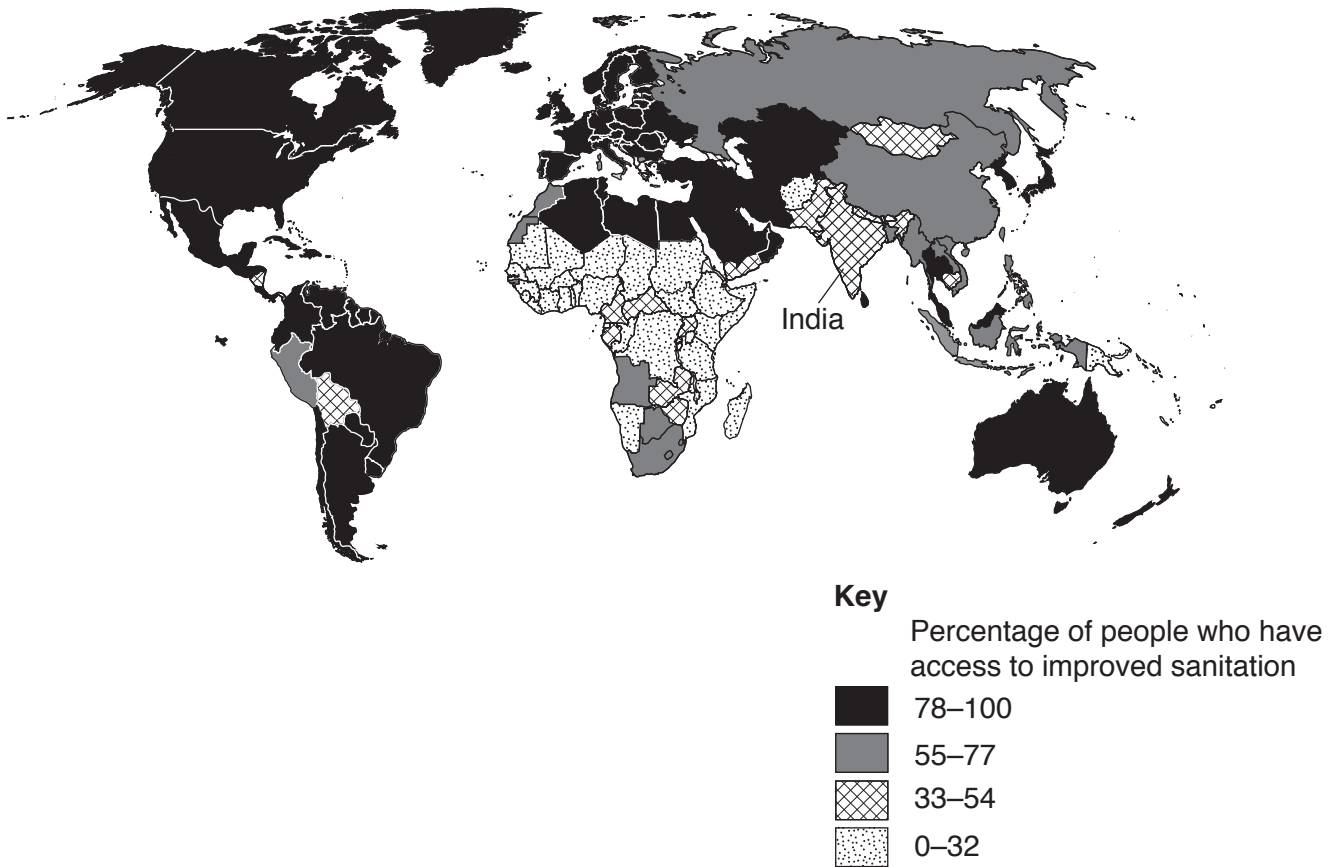 India
Key
Percentage of people who have
access to improved sanitation
78–100
55–77
33–54
0–32